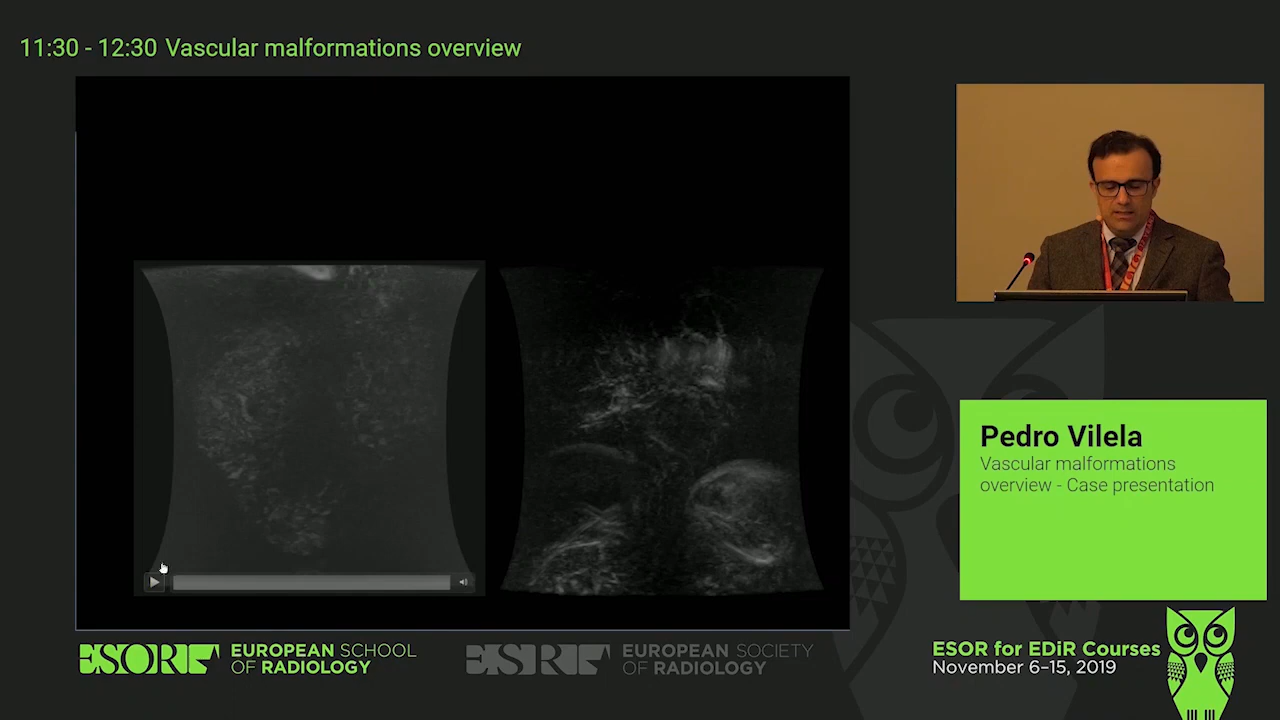 11:30 - 12:30 Vascular malformations overview
Pedro Vilela
Vascular malformations
overview - Case presentation
ESOR
EUROPEAN SCHOOL
OF RADIOLOGY
ESR
EUROPEAN SOCIETY
OF RADIOLOGY
ESOR for EDiR Courses
November 6–15, 2019